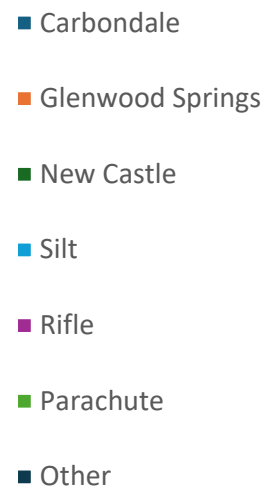 Carbondale
Glenwood Springs
New Castle
Silt
Rifle
Parachute
Other